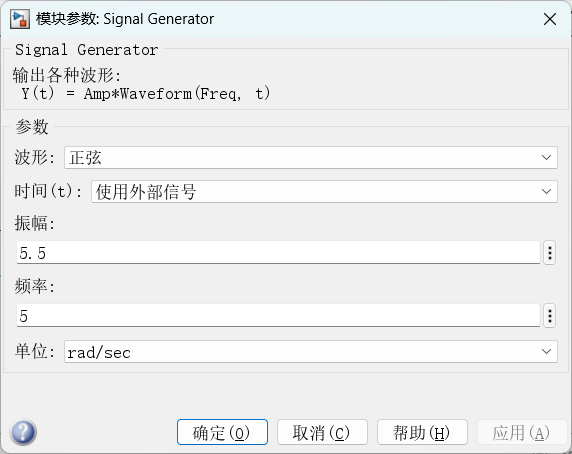 模块参数: Signal Generator
Signal Generator
输出各种波形:
Y(t) = Amp*Waveform(Freq, t)
参数
波形: 正弦
时间(t): 使用外部信号
振幅:
5.5
频率:
5
单位: rad/sec
确定(O) 取消(C) 帮助(H) 应用(A)